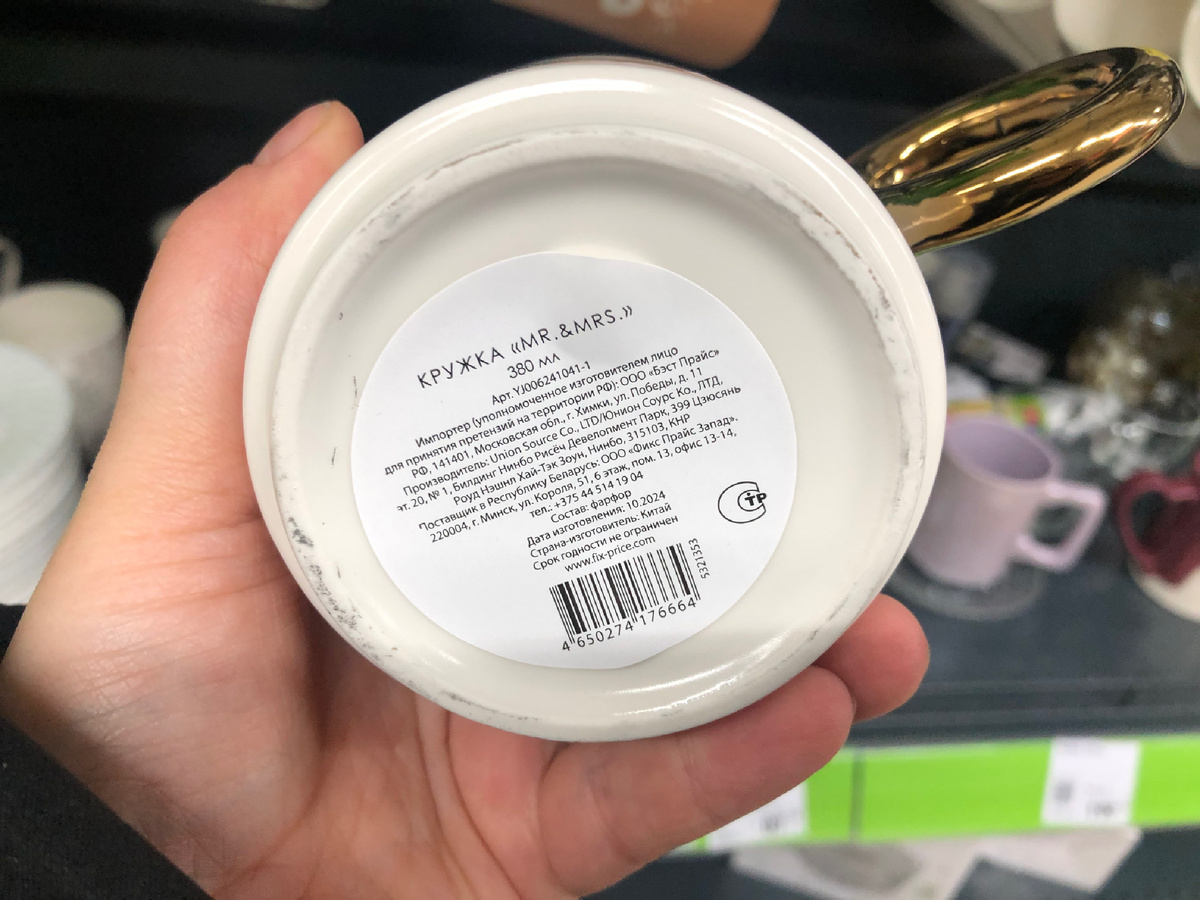 КРУЖКА «MR.&MRS.»
380 мл
Арт.YJ006241041-1
Импортер (уполномоченное изготовителем лицо
для принятия претензий на территории РФ): ООО «Бэст Прайс»
РФ, 141401, Московская обл., г. Химки, ул. Победы, д. 11
Производитель: Union Source Co., LTD/Юнион Соурс Ко., ЛТД,
эт. 20, № 1, Билдинг Нинбо Рисёч Девелопмент Парк, 399 Цзюсянь
Роуд Нэшнл Хай-Тэк Зоун, Нинбо, 315103, КНР
Поставщик в Республику Беларусь: ООО «Фикс Прайс Запад».
220004, г. Минск, ул. Короля, 51, 6 этаж, пом. 13, офис 13-14,
тел.: +375 44 514 19 04
Состав: фарфор
Дата изготовления: 10.2024
Страна-изготовитель: Китай
Срок годности не ограничен
www.fix-price.com
5321353
4 650274 176664
СТР